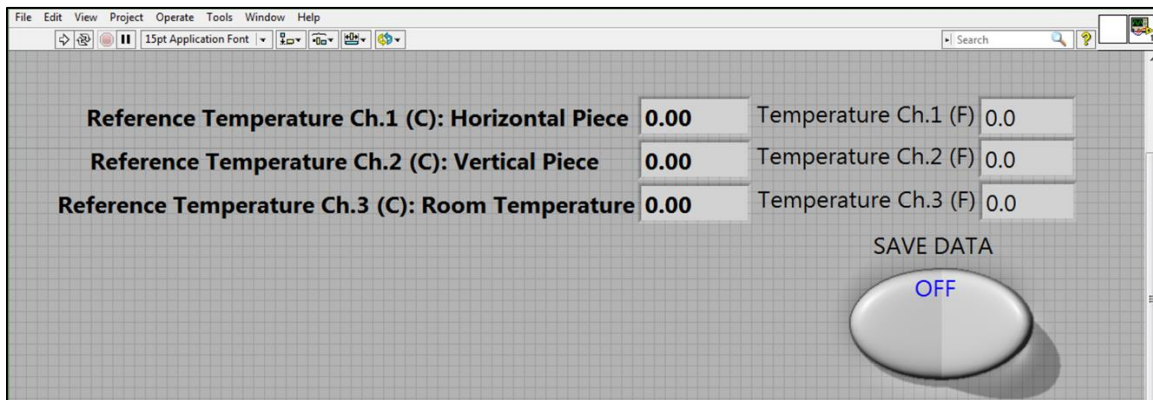 File Edit View Project Operate Tools Window Help
15pt Application Font Search
Reference Temperature Ch.1 (C): Horizontal Piece 0.00 Temperature Ch.1 (F) 0.0
Reference Temperature Ch.2 (C): Vertical Piece 0.00 Temperature Ch.2 (F) 0.0
Reference Temperature Ch.3 (C): Room Temperature 0.00 Temperature Ch.3 (F) 0.0
SAVE DATA
OFF